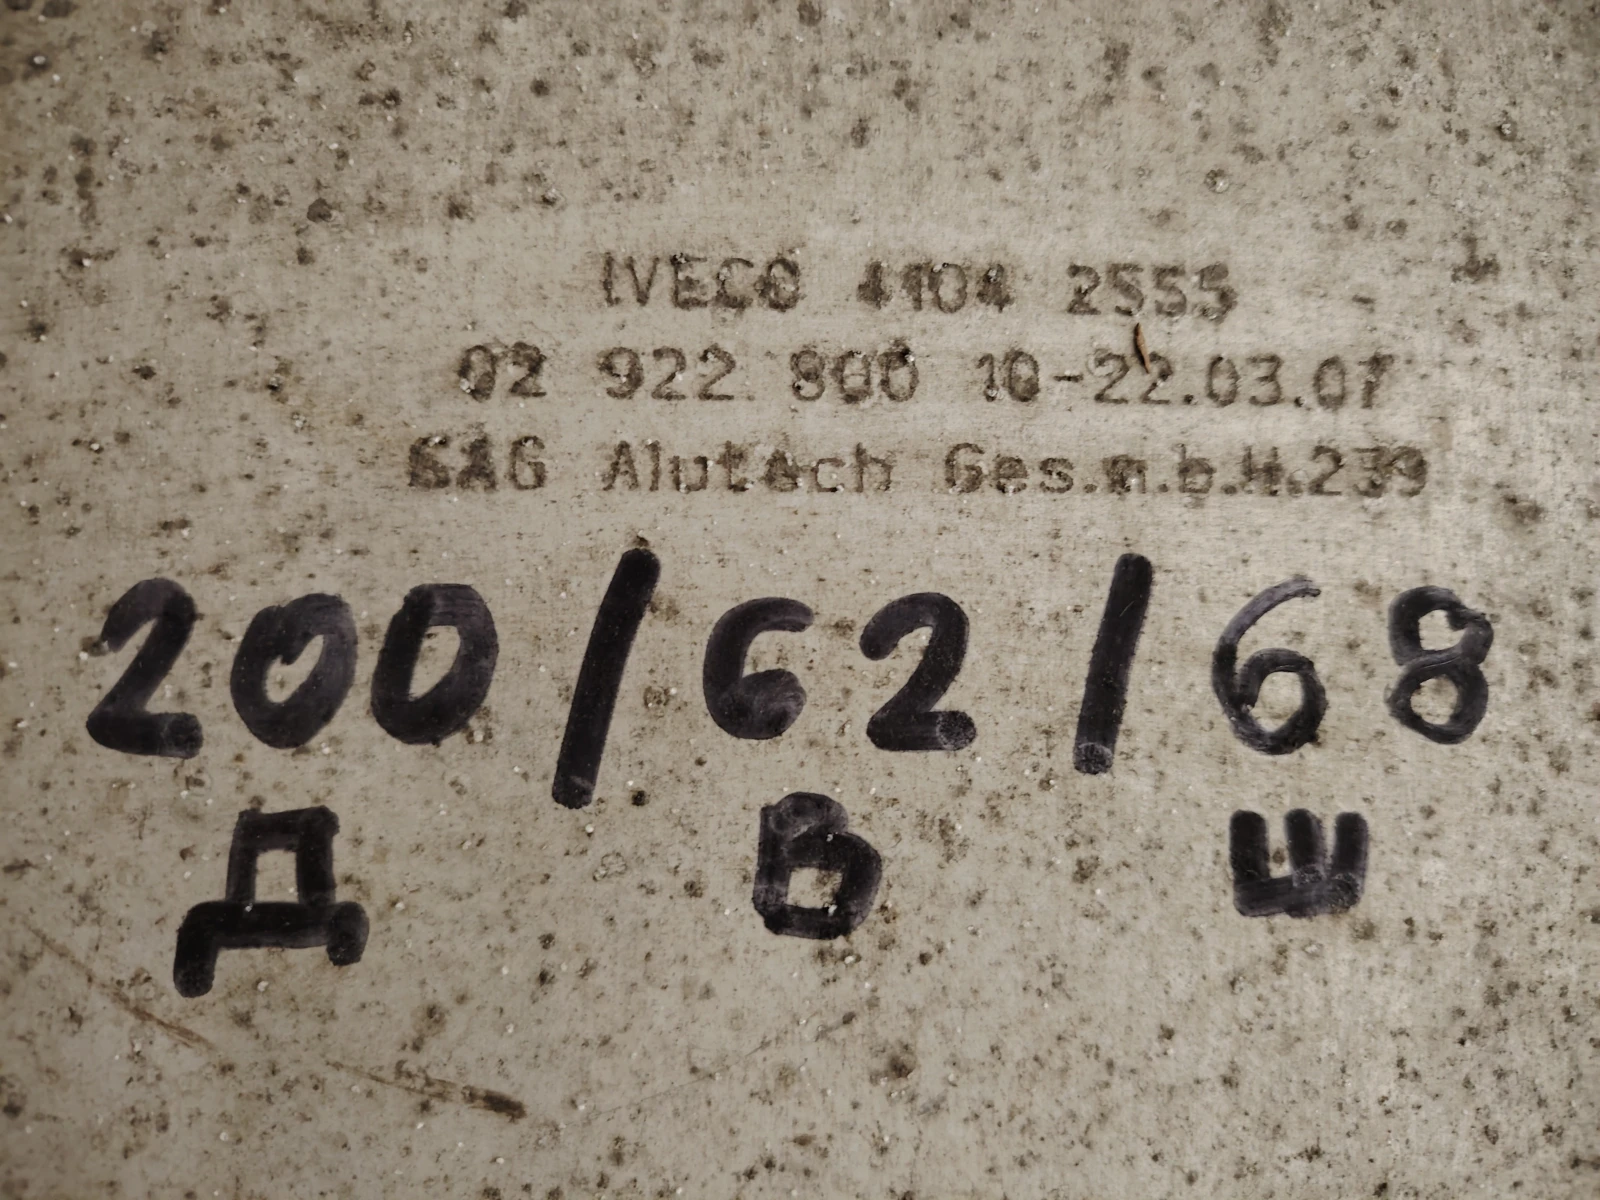 IVECO 4104 2555
02 922 800 10-22.03.07
SAG Alutech Ges.m.b.H.239
200/62/68
Д В Ш